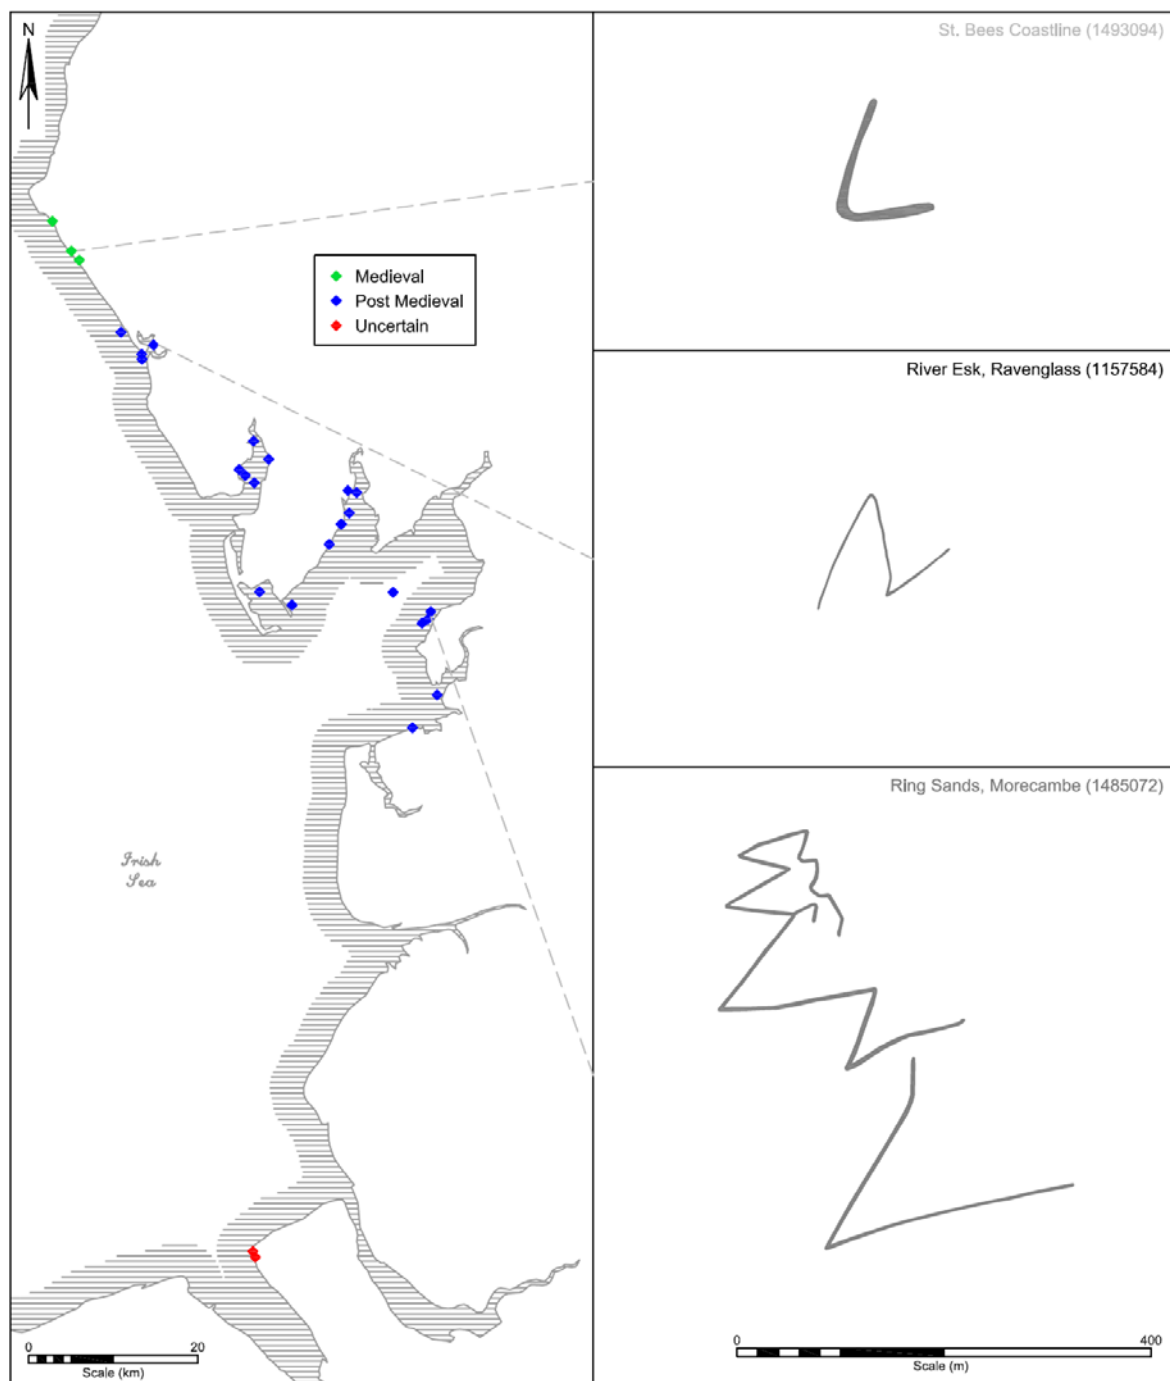 N
Medieval
Post Medieval
Uncertain
Irish
Sea
0 20
Scale (km)
St. Bees Coastline (1493094)
River Esk, Ravenglass (1157584)
Ring Sands, Morecambe (1485072)
0 400
Scale (m)